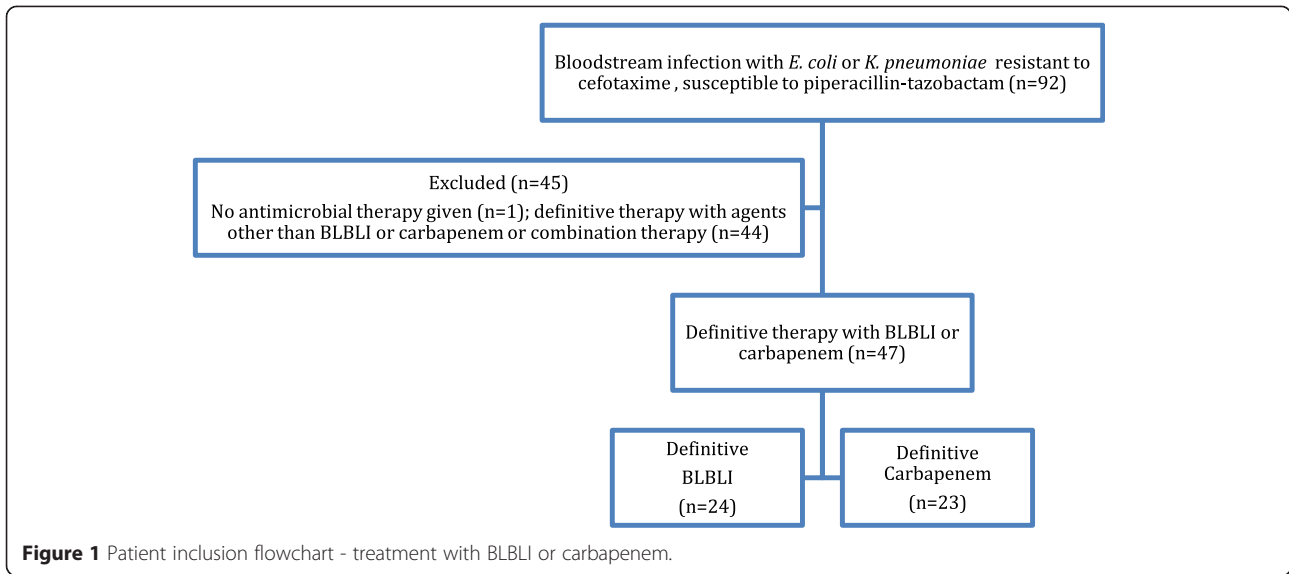 Bloodstream infection with E. coli or K. pneumoniae resistant to
cefotaxime , susceptible to piperacillin-tazobactam (n=92)
Excluded (n=45)
No antimicrobial therapy given (n=1); definitive therapy with agents
other than BLBLI or carbapenem or combination therapy (n=44)
Definitive therapy with BLBLI or
carbapenem (n=47)
Definitive
BLBLI
(n=24)
Definitive
Carbapenem
(n=23)
Figure 1 Patient inclusion flowchart - treatment with BLBLI or carbapenem.